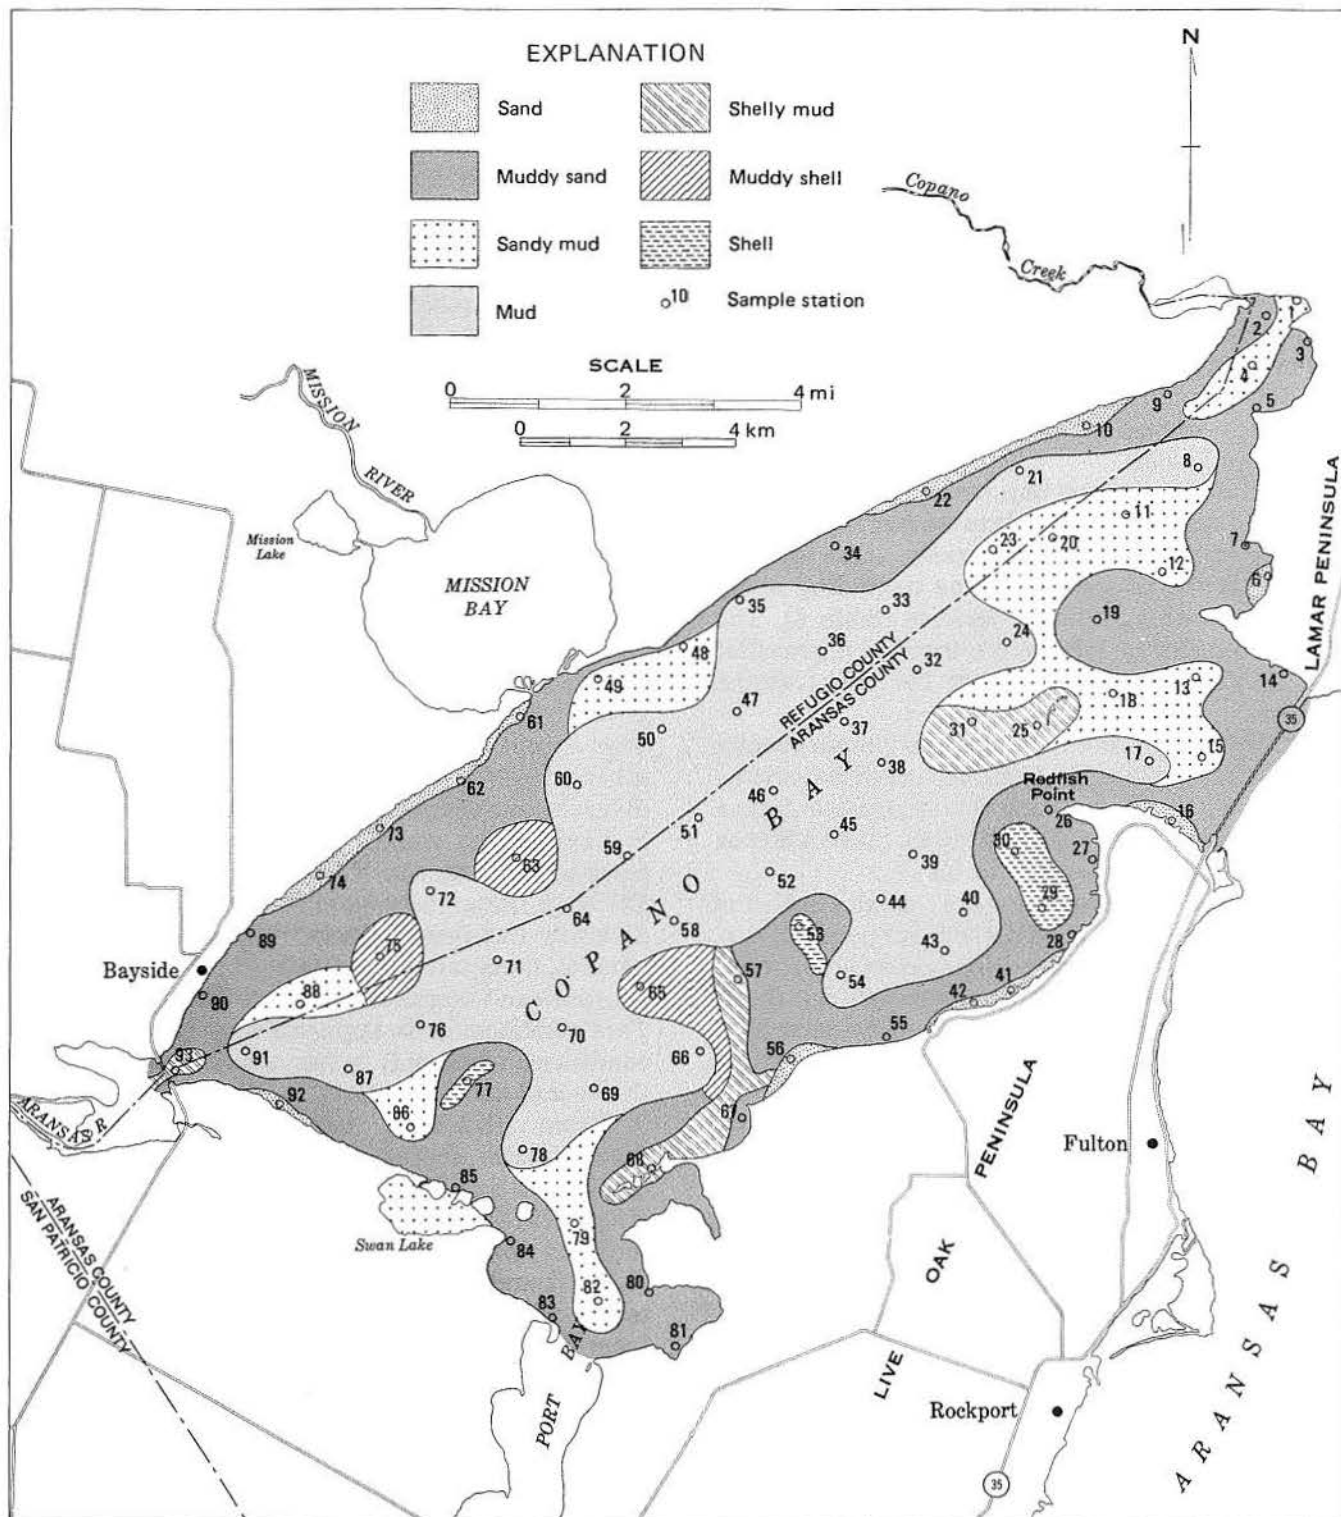 EXPLANATION
Sand
Shelly mud
Muddy sand
Muddy shell
Sandy mud
Shell
Mud
10 Sample station
SCALE
0 2 4 mi
0 2 4 km
N
Copano
Creek
MISSION
RIVER
Mission
Lake
MISSION
BAY
LAMAR PENINSULA
REFUGIO COUNTY
ARANSAS COUNTY
COPANO BAY
Redfish
Point
35
Bayside
ARANSAS R
ARANSAS COUNTY
SAN PATRICIO COUNTY
Swan Lake
PORT BAY
LIVE OAK PENINSULA
Fulton
Rockport
35
ARANSAS BAY
1
2
3
4
5
6
7
8
9
10
11
12
13
14
15
16
17
18
19
20
21
22
23
24
25
26
27
28
29
30
31
32
33
34
35
36
37
38
39
40
41
42
43
44
45
46
47
48
49
50
51
52
53
54
55
56
57
58
59
60
61
62
63
64
65
66
67
68
69
70
71
72
73
74
75
76
77
78
79
80
81
82
83
84
85
86
87
88
89
90
91
92
93